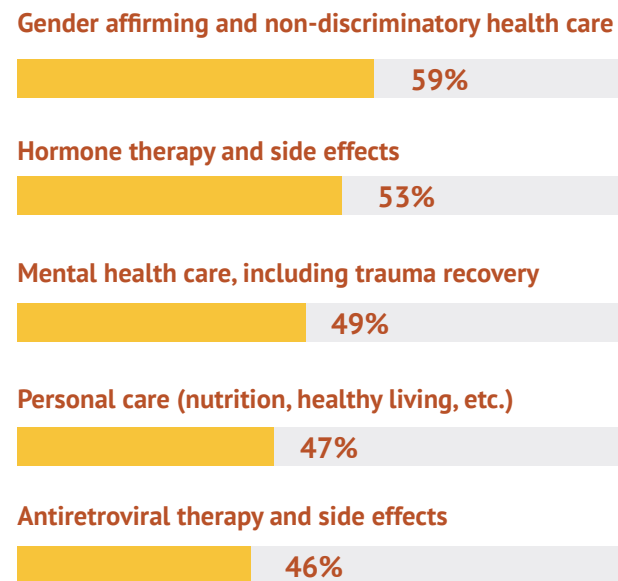 Gender affirming and non-discriminatory health care
59%
Hormone therapy and side effects
53%
Mental health care, including trauma recovery
49%
Personal care (nutrition, healthy living, etc.)
47%
Antiretroviral therapy and side effects
46%